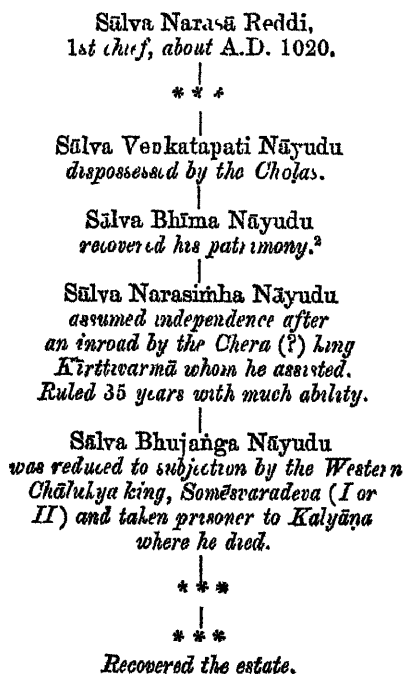 Sālva Narasā Reddi,
1st chief, about A.D. 1020.
* * *
Sālva Venkatapati Nāyudu
dispossessed by the Choḷas.
Sālva Bhīma Nāyudu
recovered his patrimony.²
Sālva Narasiṁha Nāyudu
assumed independence after
an inroad by the Chera (?) king
Kīrttivarmā whom he assisted.
Ruled 35 years with much ability.
Sālva Bhujaṅga Nāyudu
was reduced to subjection by the Western
Chālukya king, Somēsvaradeva (I or
II) and taken prisoner to Kalyāṇa
where he died.
* * *
* * *
Recovered the estate.